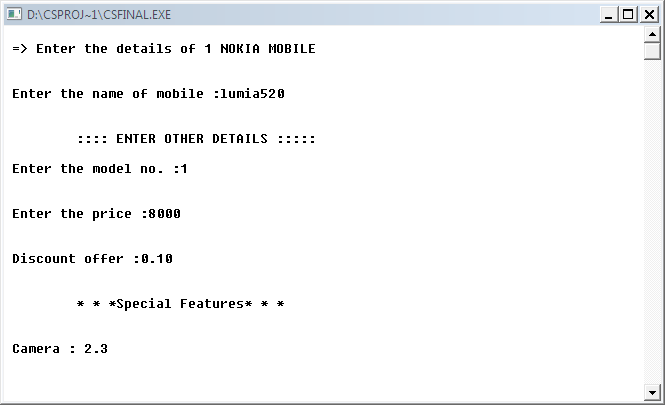 D:\CSPROJ~1\CSFINAL.EXE
=> Enter the details of 1 NOKIA MOBILE
Enter the name of mobile :lumia520
:::: ENTER OTHER DETAILS :::::
Enter the model no. :1
Enter the price :8000
Discount offer :0.10
* * *Special Features* * *
Camera : 2.3